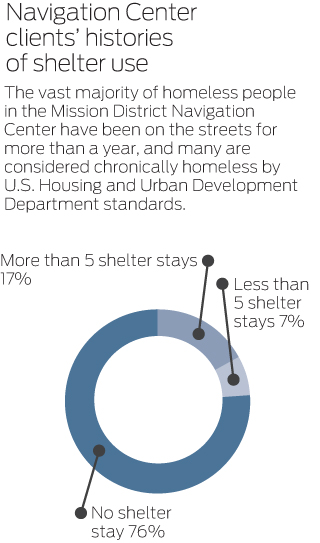 Navigation Center
clients’ histories
of shelter use
The vast majority of homeless people
in the Mission District Navigation
Center have been on the streets for
more than a year, and many are
considered chronically homeless by
U.S. Housing and Urban Development
Department standards.
More than 5 shelter stays
17%
Less than
5 shelter
stays 7%
No shelter
stay 76%